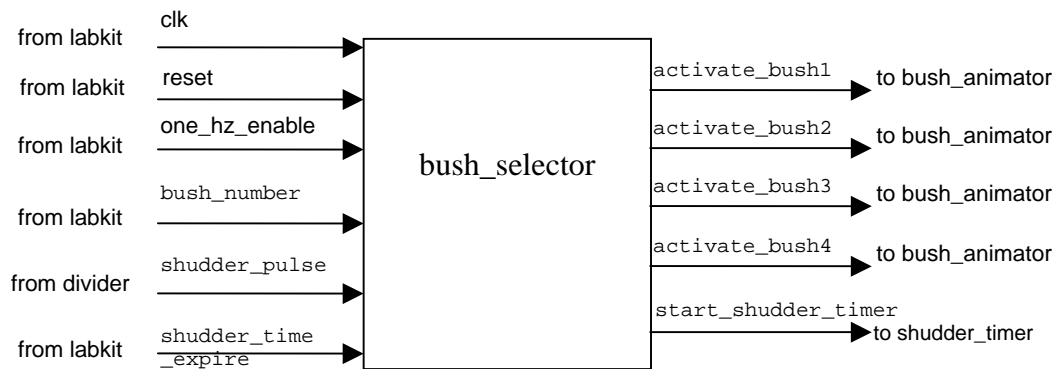 clk
from labkit
reset
from labkit
one_hz_enable
from labkit
bush_number
from labkit
shudder_pulse
from divider
shudder_time
_expire
from labkit
bush_selector
activate_bush1
to bush_animator
activate_bush2
to bush_animator
activate_bush3
to bush_animator
activate_bush4
to bush_animator
start_shudder_timer
to shudder_timer